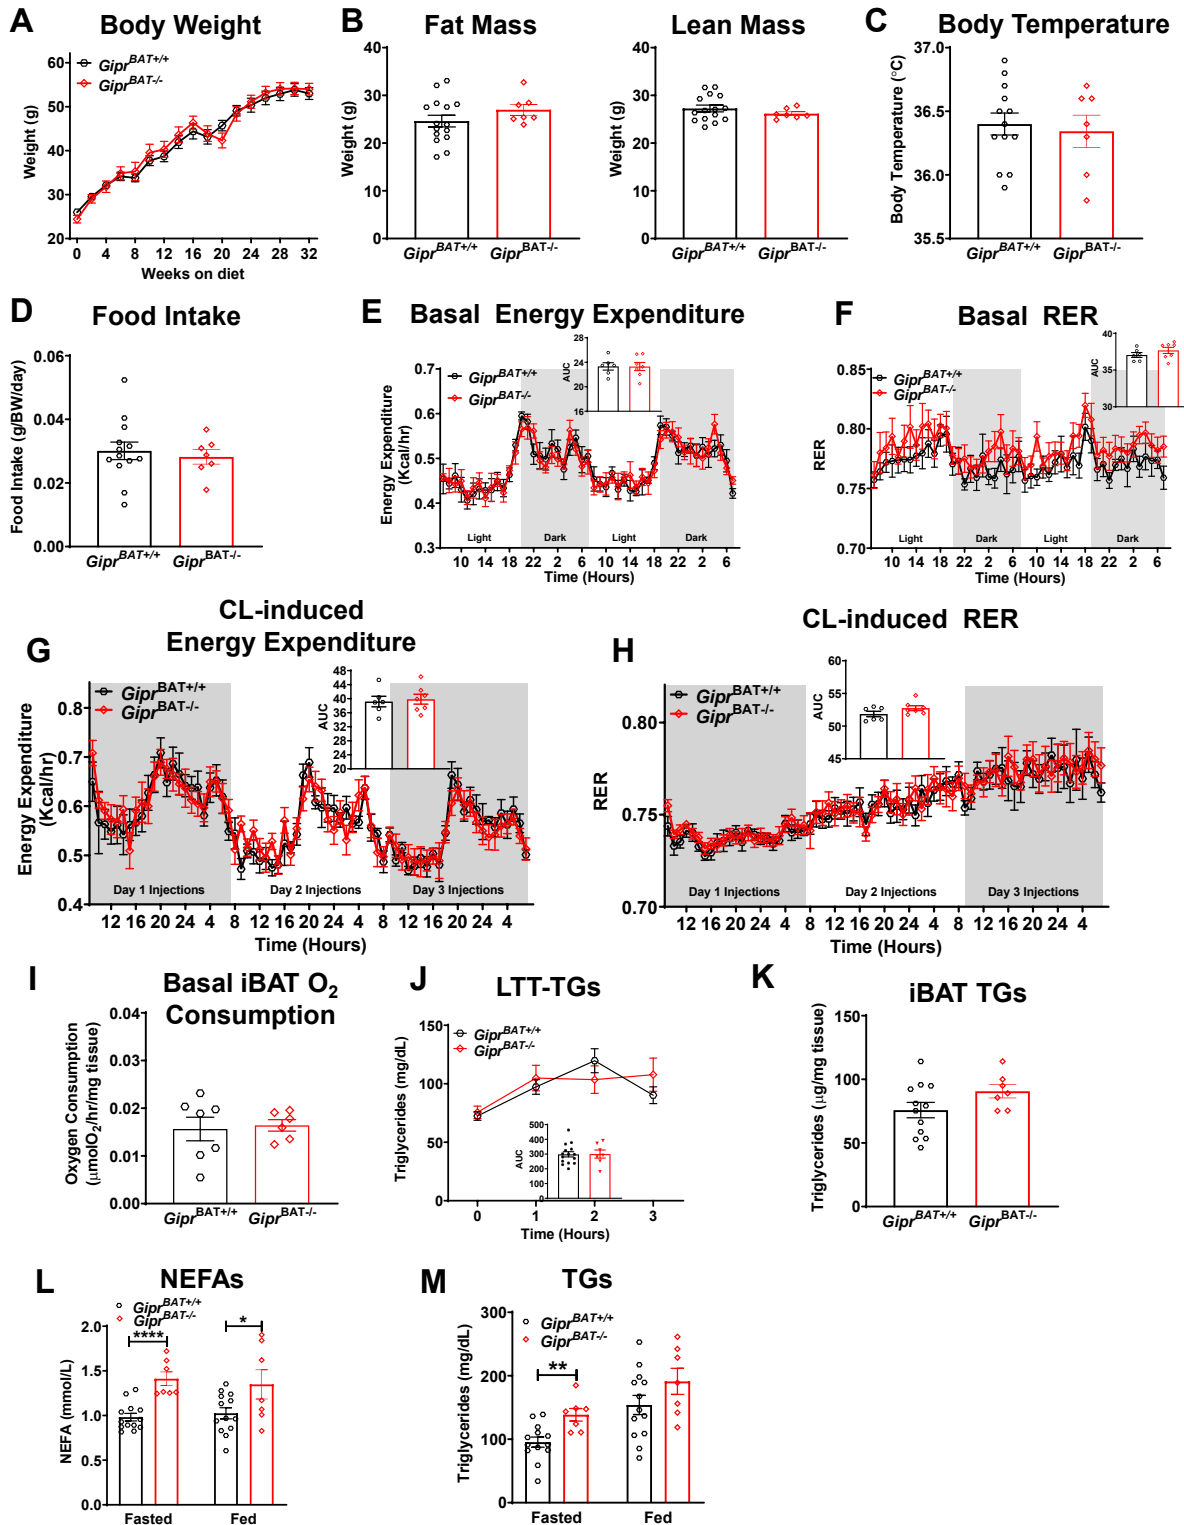 A
Body Weight
Weight (g)
60
50
40
30
20
Gipr^BAT+/+
Gipr^BAT-/-
0 4 8 12 16 20 24 28 32
Weeks on diet
B
Fat Mass
Weight (g)
40
30
20
10
0
Gipr^BAT+/+ Gipr^BAT-/-
Lean Mass
Weight (g)
40
30
20
10
0
Gipr^BAT+/+ Gipr^BAT-/-
C
Body Temperature
Body Temperature (°C)
37.0
36.5
36.0
35.5
Gipr^BAT+/+ Gipr^BAT-/-
D
Food Intake
Food Intake (g/BW/day)
0.06
0.04
0.02
0.00
Gipr^BAT+/+ Gipr^BAT-/-
E
Basal Energy Expenditure
Energy Expenditure
(Kcal/hr)
0.7
0.6
0.5
0.4
0.3
Gipr^BAT+/+
Gipr^BAT-/-
AUC
28
24
20
16
Light Dark Light Dark
10 14 18 22 2 6 10 14 18 22 2 6
Time (Hours)
F
Basal RER
RER
0.85
0.80
0.75
0.70
Gipr^BAT+/+
Gipr^BAT-/-
AUC
40
35
30
Light Dark Light Dark
10 14 18 22 2 6 10 14 18 22 2 6
Time (Hours)
G
CL-induced
Energy Expenditure
Energy Expenditure
(Kcal/hr)
0.8
0.7
0.6
0.5
0.4
Gipr^BAT+/+
Gipr^BAT-/-
AUC
48
44
40
36
32
28
24
20
Day 1 Injections Day 2 Injections Day 3 Injections
12 16 20 24 4 8 12 16 20 24 4 8 12 16 20 24 4
Time (Hours)
H
CL-induced RER
RER
0.80
0.75
0.70
Gipr^BAT+/+
Gipr^BAT-/-
AUC
60
55
50
45
Day 1 Injections Day 2 Injections Day 3 Injections
12 16 20 24 4 8 12 16 20 24 4 8 12 16 20 24 4
Time (Hours)
I
Basal iBAT O2
Consumption
Oxygen Consumption
(μmolO2/hr/mg tissue)
0.04
0.03
0.02
0.01
0.00
Gipr^BAT+/+ Gipr^BAT-/-
J
LTT-TGs
Triglycerides (mg/dL)
150
100
50
0
Gipr^BAT+/+
Gipr^BAT-/-
AUC
500
400
300
200
100
0
0 1 2 3
Time (Hours)
K
iBAT TGs
Triglycerides (μg/mg tissue)
150
100
50
0
Gipr^BAT+/+ Gipr^BAT-/-
L
NEFAs
NEFA (mmol/L)
2.0
1.5
1.0
0.5
0.0
Gipr^BAT+/+
Gipr^BAT-/-
**** *
Fasted Fed
M
TGs
Triglycerides (mg/dL)
300
200
100
0
Gipr^BAT+/+
Gipr^BAT-/-
**
Fasted Fed